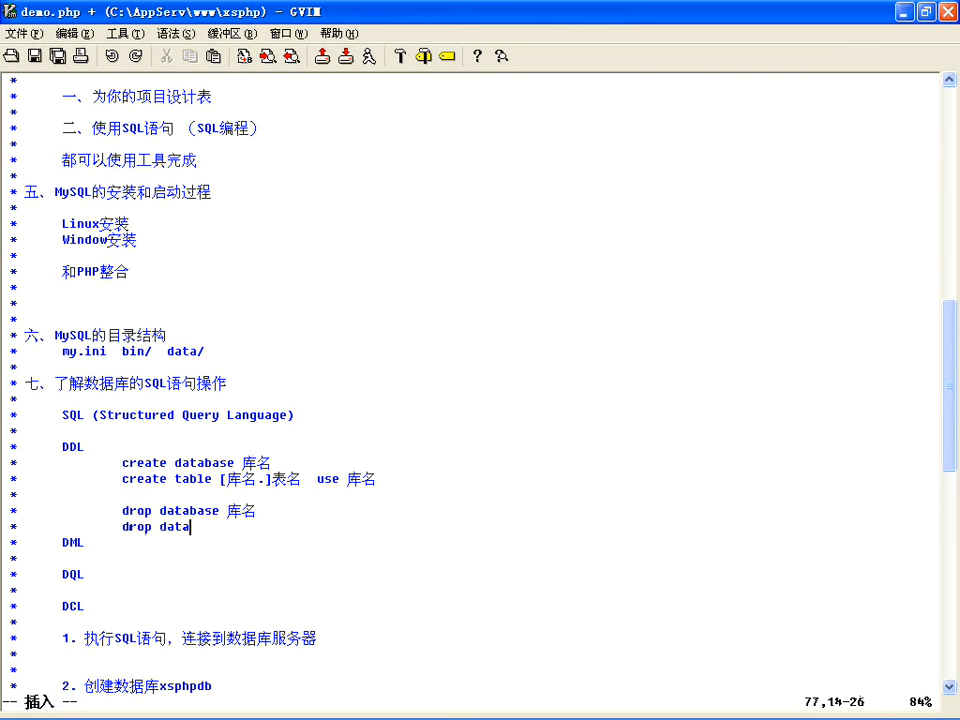 demo.php + (C:\AppServ\www\xsphp) - GVIM
文件(F) 编辑(E) 工具(T) 语法(S) 缓冲区(B) 窗口(W) 帮助(H)
*
* 一、为你的项目设计表
*
* 二、使用SQL语句 （SQL编程）
*
* 都可以使用工具完成
*
* 五、MySQL的安装和启动过程
*
* Linux安装
* Window安装
*
* 和PHP整合
*
*
*
* 六、MySQL的目录结构
* my.ini bin/ data/
*
* 七、了解数据库的SQL语句操作
*
* SQL (Structured Query Language)
*
* DDL
* create database 库名
* create table [库名.]表名 use 库名
*
* drop database 库名
* drop data
* DML
*
* DQL
*
* DCL
*
* 1. 执行SQL语句，连接到数据库服务器
*
*
* 2. 创建数据库xsphpdb
-- 插入 -- 77,14-26 84%